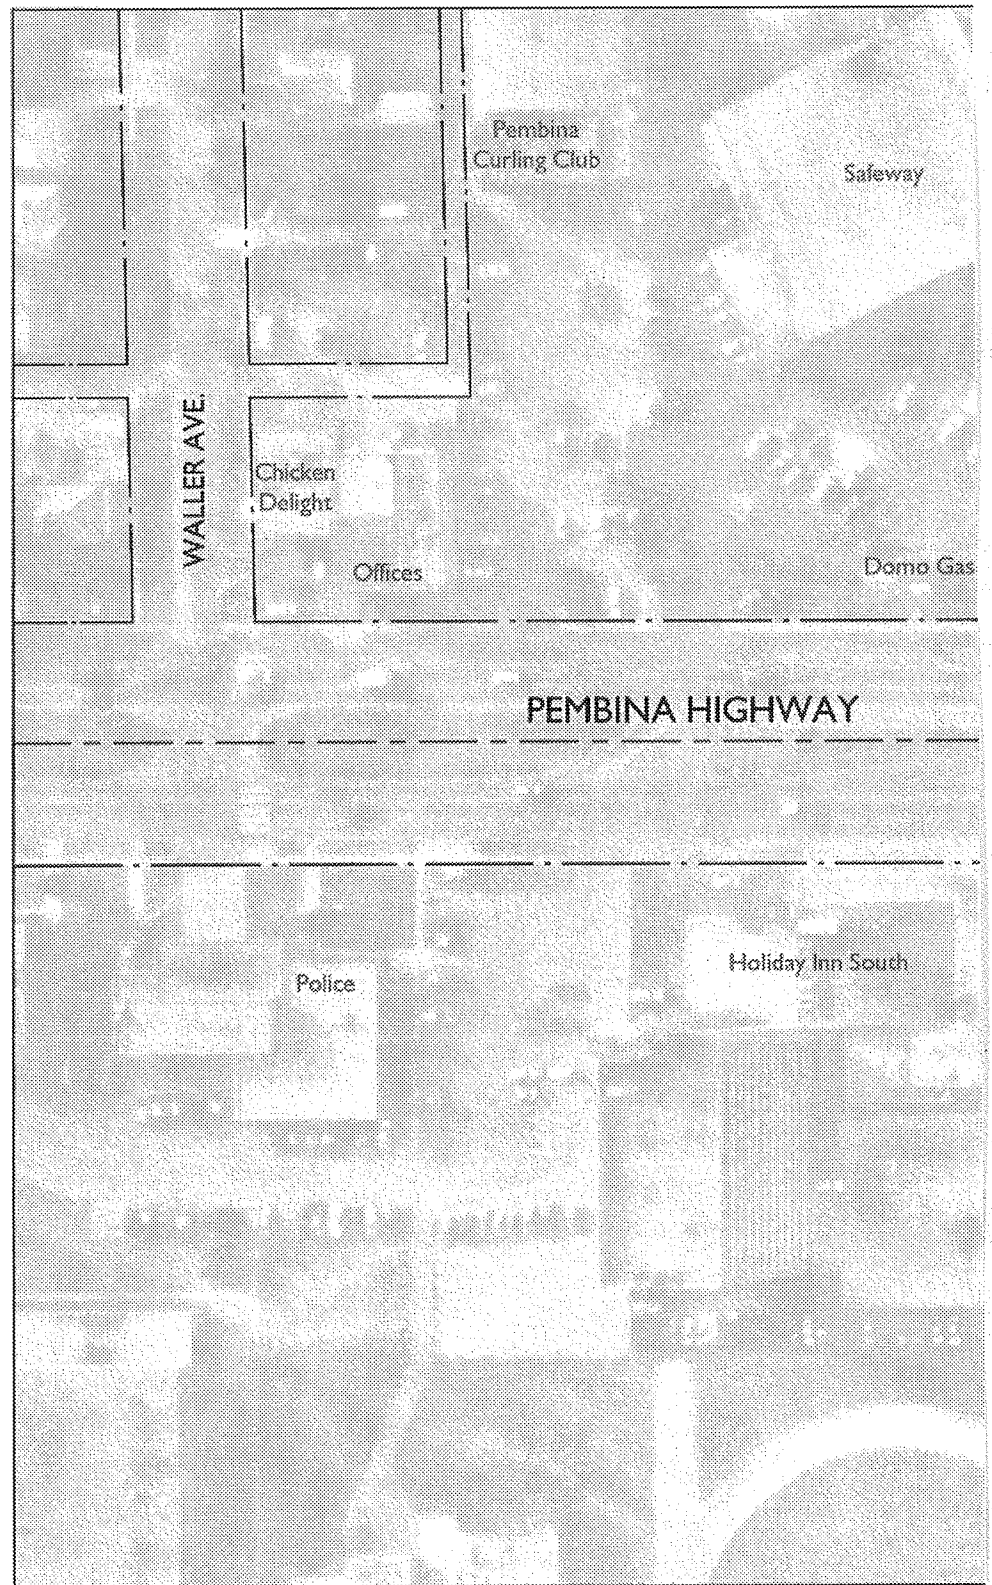 Pembina
Curling Club
Safeway
WALLER AVE.
Chicken
Delight
Offices
Domo Gas
PEMBINA HIGHWAY
Holiday Inn South
Police